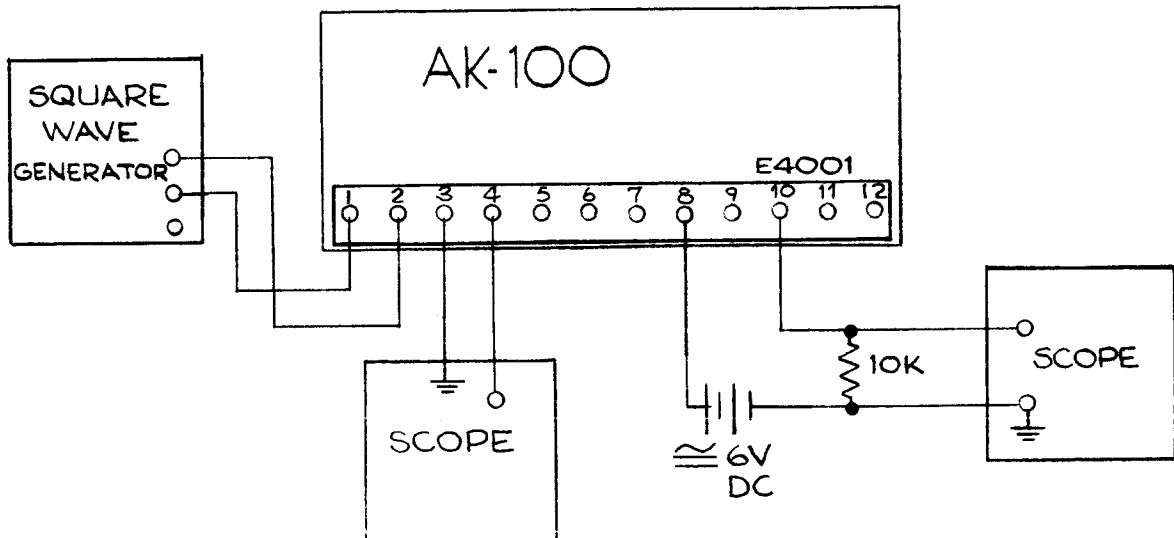 AK-100
SQUARE
WAVE
GENERATOR
E4001
1 2 3 4 5 6 7 8 9 10 11 12
SCOPE
10K
SCOPE
6V
DC